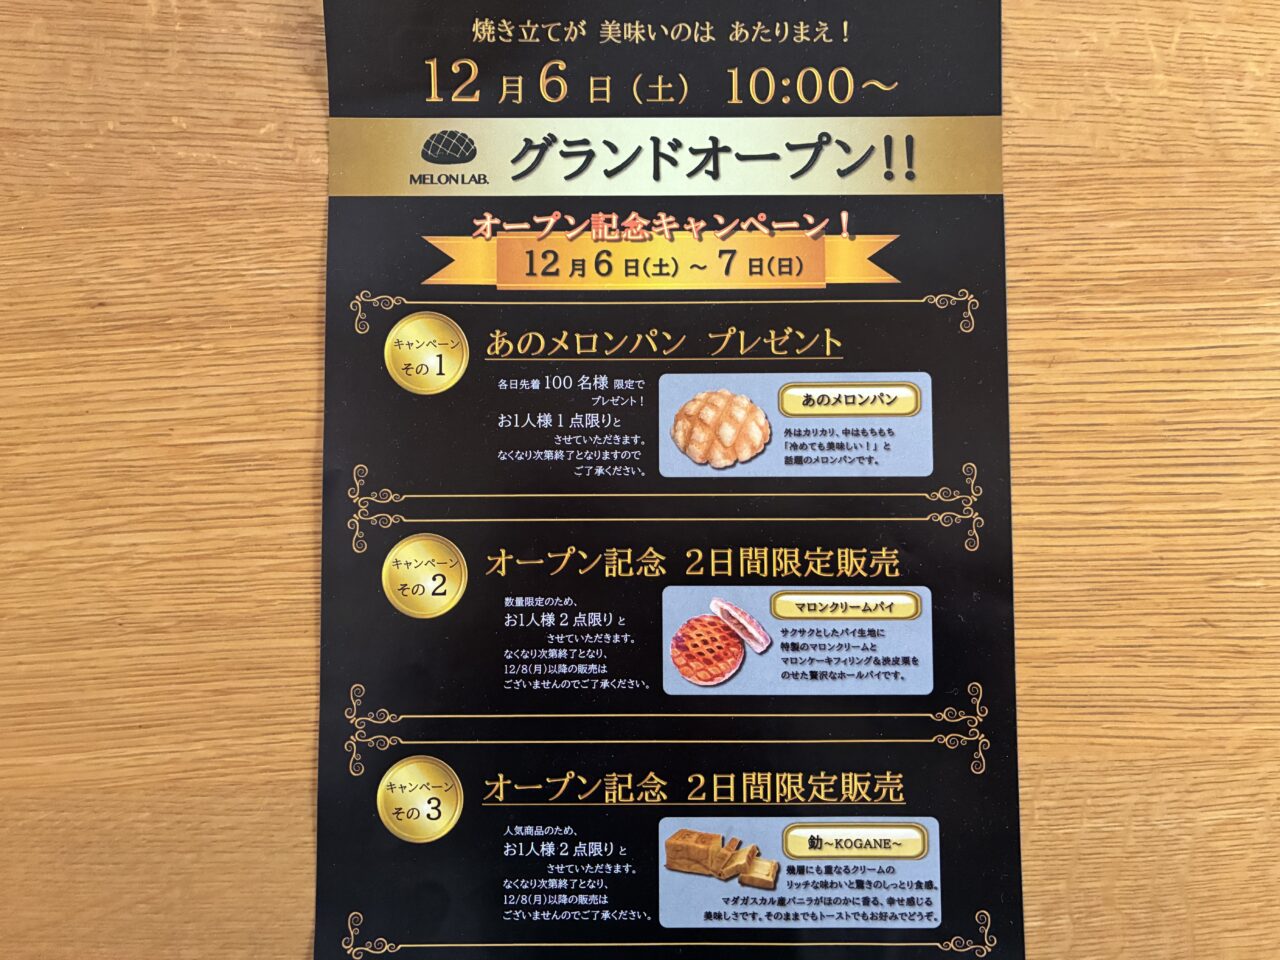 焼き立てが 美味いのは あたりまえ！
12月6日（土） 10:00～
MELON LAB.
グランドオープン!!
オープン記念キャンペーン！
12月6日(土)～7日(日)
キャンペーン
その1
あのメロンパン プレゼント
各日先着100名様 限定で
プレゼント！
お1人様1点限りと
させていただきます。
なくなり次第終了となりますので
ご了承ください。
あのメロンパン
外はカリカリ、中はもちもち
「冷めても美味しい！」と
話題のメロンパンです。
キャンペーン
その2
オープン記念 2日間限定販売
数量限定のため、
お1人様2点限りと
させていただきます。
なくなり次第終了となり、
12/8(月)以降の販売は
ございませんのでご了承ください。
マロンクリームパイ
サクサクとしたパイ生地に
特製のマロンクリームと
マロンケーキフィリング&渋皮栗を
のせた贅沢なホールパイです。
キャンペーン
その3
オープン記念 2日間限定販売
人気商品のため、
お1人様2点限りと
させていただきます。
なくなり次第終了となり、
12/8(月)以降の販売は
ございませんのでご了承ください。
～KOGANE～
幾層にも重なるクリームの
リッチな味わいと驚きのしっとり食感。
マダガスカル産バニラがほのかに香る、幸せ感じる
美味しさです。そのままでもトーストでもお好みでどうぞ。